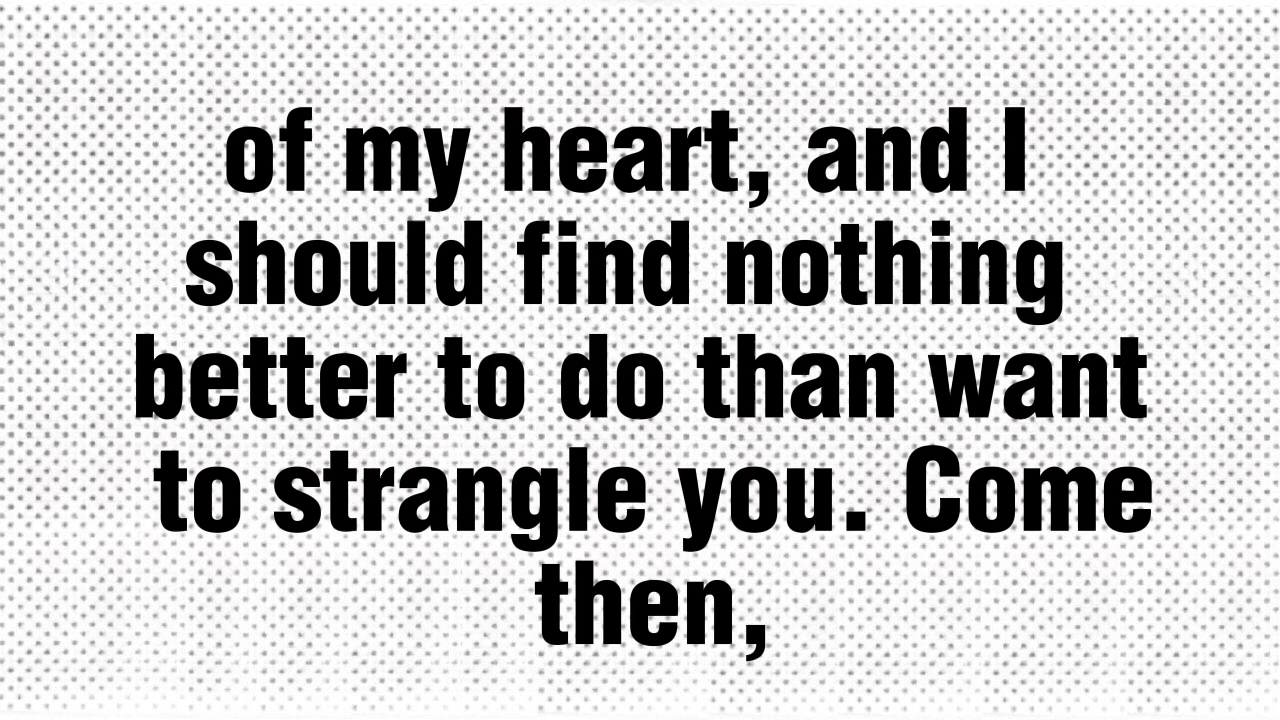 of my heart, and I
should find nothing
better to do than want
to strangle you. Come
then,